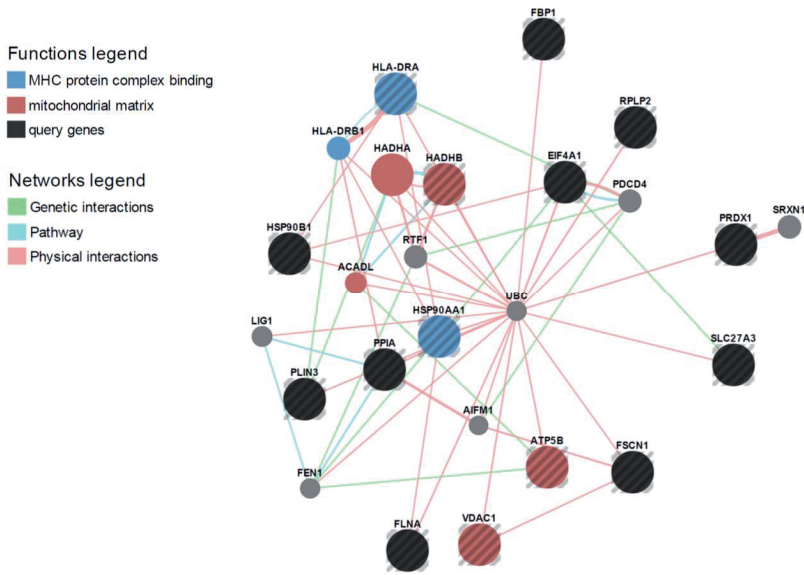 Functions legend
MHC protein complex binding
mitochondrial matrix
query genes
Networks legend
Genetic interactions
Pathway
Physical interactions
FBP1
HLA-DRA
RPLP2
HLA-DRB1
HADHA
HADHB
EIF4A1
PDCD4
PRDX1
SRXN1
HSP90B1
RTF1
ACADL
UBC
HSP90AA1
LIG1
PPIA
SLC27A3
PLIN3
AIFM1
ATP5B
FSCN1
FEN1
FLNA
VDAC1